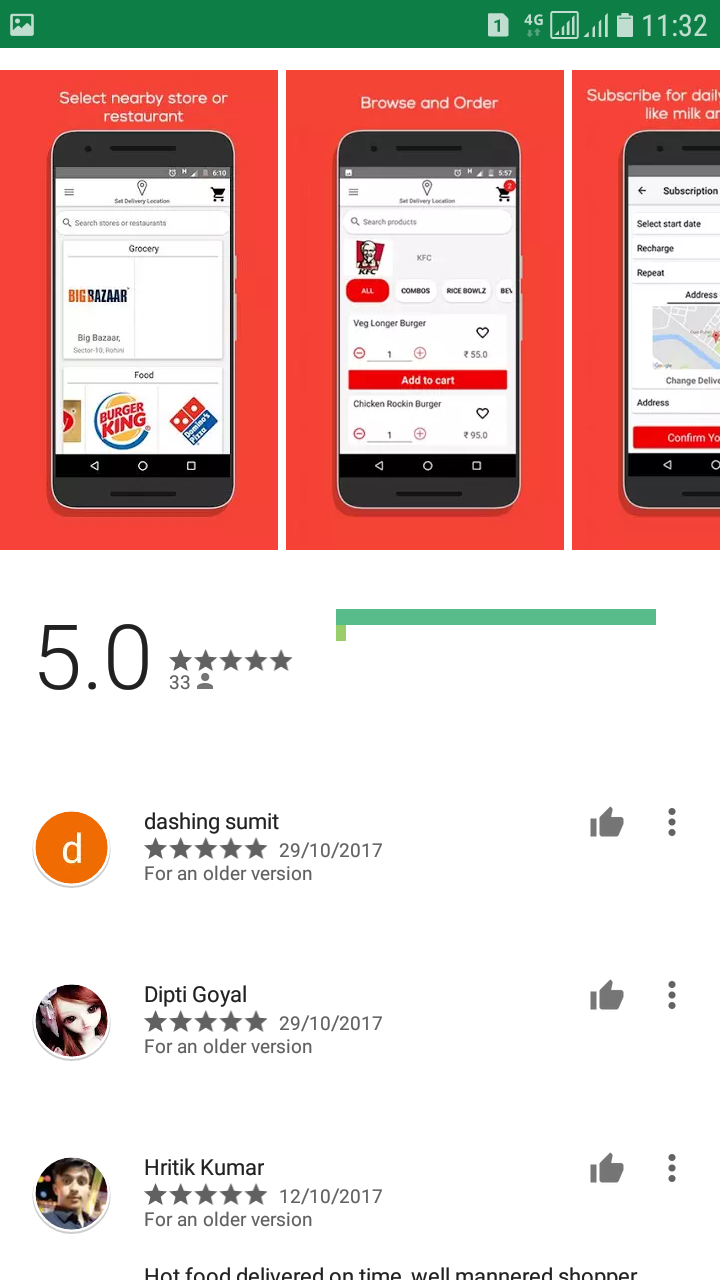 1 4G 11:32
Select nearby store or
restaurant
6:10
Set Delivery Location
Search stores or restaurants
Grocery
BIG BAZAAR
Big Bazaar,
Sector-10, Rohini
Food
BURGER
KING
Domino's
Pizza
Browse and Order
5:57
Set Delivery Location
2
Search products
KFC
KFC
ALL COMBOS RICE BOWLZ BEV
Veg Longer Burger
1 ₹ 55.0
Add to cart
Chicken Rockin Burger
1 ₹ 95.0
Subscribe for dail
like milk ar
Subscription
Select start date
Recharge
Repeat
Address
Google
Change Delive
Address
Confirm Yo
5.0
33
d
dashing sumit
29/10/2017
For an older version
Dipti Goyal
29/10/2017
For an older version
Hritik Kumar
12/10/2017
For an older version
Hot food delivered on time, well mannered shopper